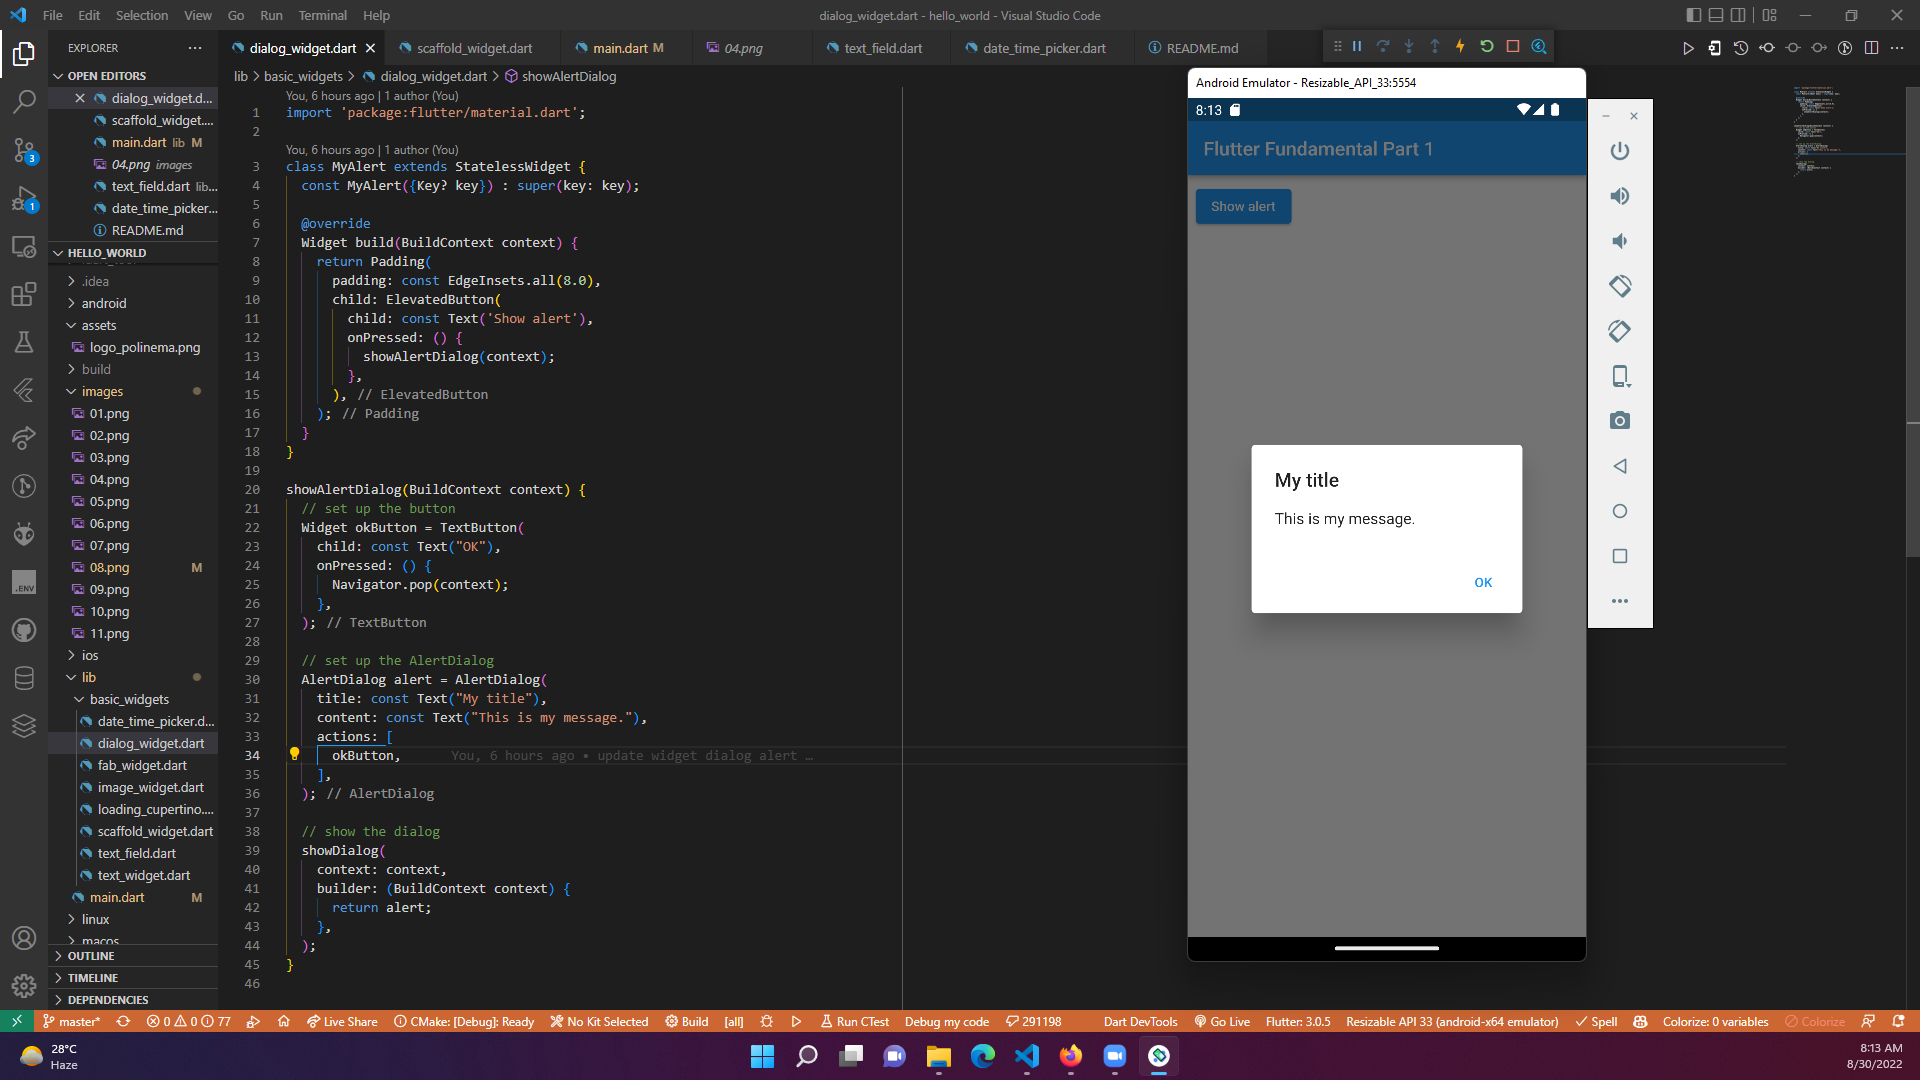 File Edit Selection View Go Run Terminal Help
dialog_widget.dart - hello_world - Visual Studio Code
EXPLORER
dialog_widget.dart
scaffold_widget.dart
main.dart M
04.png
text_field.dart
date_time_picker.dart
README.md
OPEN EDITORS
dialog_widget.d...
scaffold_widget....
main.dart lib M
04.png images
text_field.dart lib...
date_time_picker...
README.md
HELLO_WORLD
.idea
android
assets
logo_polinema.png
build
images
01.png
02.png
03.png
04.png
05.png
06.png
07.png
08.png M
09.png
10.png
11.png
ios
lib
basic_widgets
date_time_picker.d...
dialog_widget.dart
fab_widget.dart
image_widget.dart
loading_cupertino....
scaffold_widget.dart
text_field.dart
text_widget.dart
main.dart M
linux
macos
OUTLINE
TIMELINE
DEPENDENCIES
3
1
.ENV
lib > basic_widgets > dialog_widget.dart > showAlertDialog
You, 6 hours ago | 1 author (You)
1 import 'package:flutter/material.dart';
2
You, 6 hours ago | 1 author (You)
3 class MyAlert extends StatelessWidget {
4 const MyAlert({Key? key}) : super(key: key);
5
6 @override
7 Widget build(BuildContext context) {
8 return Padding(
9 padding: const EdgeInsets.all(8.0),
10 child: ElevatedButton(
11 child: const Text('Show alert'),
12 onPressed: () {
13 showAlertDialog(context);
14 },
15 ), // ElevatedButton
16 ); // Padding
17 }
18 }
19
20 showAlertDialog(BuildContext context) {
21 // set up the button
22 Widget okButton = TextButton(
23 child: const Text("OK"),
24 onPressed: () {
25 Navigator.pop(context);
26 },
27 ); // TextButton
28
29 // set up the AlertDialog
30 AlertDialog alert = AlertDialog(
31 title: const Text("My title"),
32 content: const Text("This is my message."),
33 actions: [
34 okButton, You, 6 hours ago • update widget dialog alert …
35 ],
36 ); // AlertDialog
37
38 // show the dialog
39 showDialog(
40 context: context,
41 builder: (BuildContext context) {
42 return alert;
43 },
44 );
45 }
46
Android Emulator - Resizable_API_33:5554
8:13
Flutter Fundamental Part 1
Show alert
My title
This is my message.
OK
master* 0 0 77 Live Share CMake: [Debug]: Ready No Kit Selected Build [all] Run CTest Debug my code 291198 Dart DevTools Go Live Flutter: 3.0.5 Resizable API 33 (android-x64 emulator) Spell Colorize: 0 variables Colorize
28°C
Haze
8:13 AM
8/30/2022